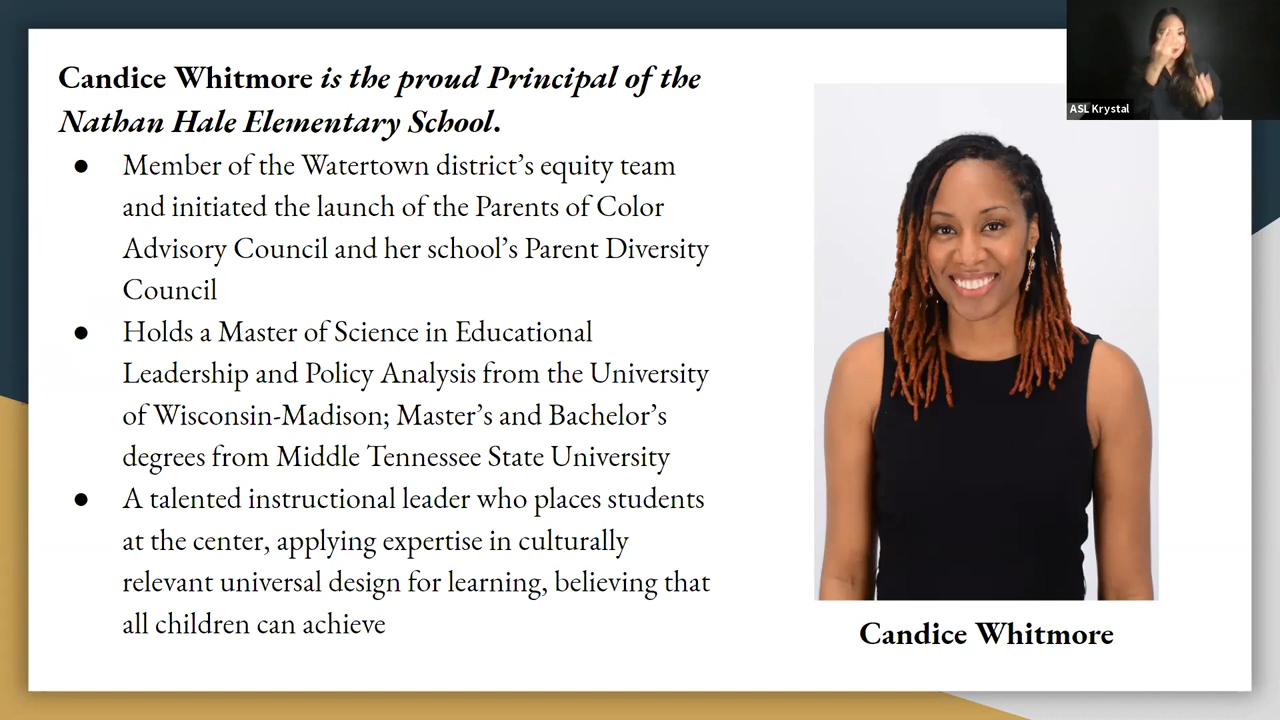 Candice Whitmore is the proud Principal of the
Nathan Hale Elementary School.
● Member of the Watertown district’s equity team
and initiated the launch of the Parents of Color
Advisory Council and her school’s Parent Diversity
Council
● Holds a Master of Science in Educational
Leadership and Policy Analysis from the University
of Wisconsin-Madison; Master’s and Bachelor’s
degrees from Middle Tennessee State University
● A talented instructional leader who places students
at the center, applying expertise in culturally
relevant universal design for learning, believing that
all children can achieve
ASL Krystal
Candice Whitmore